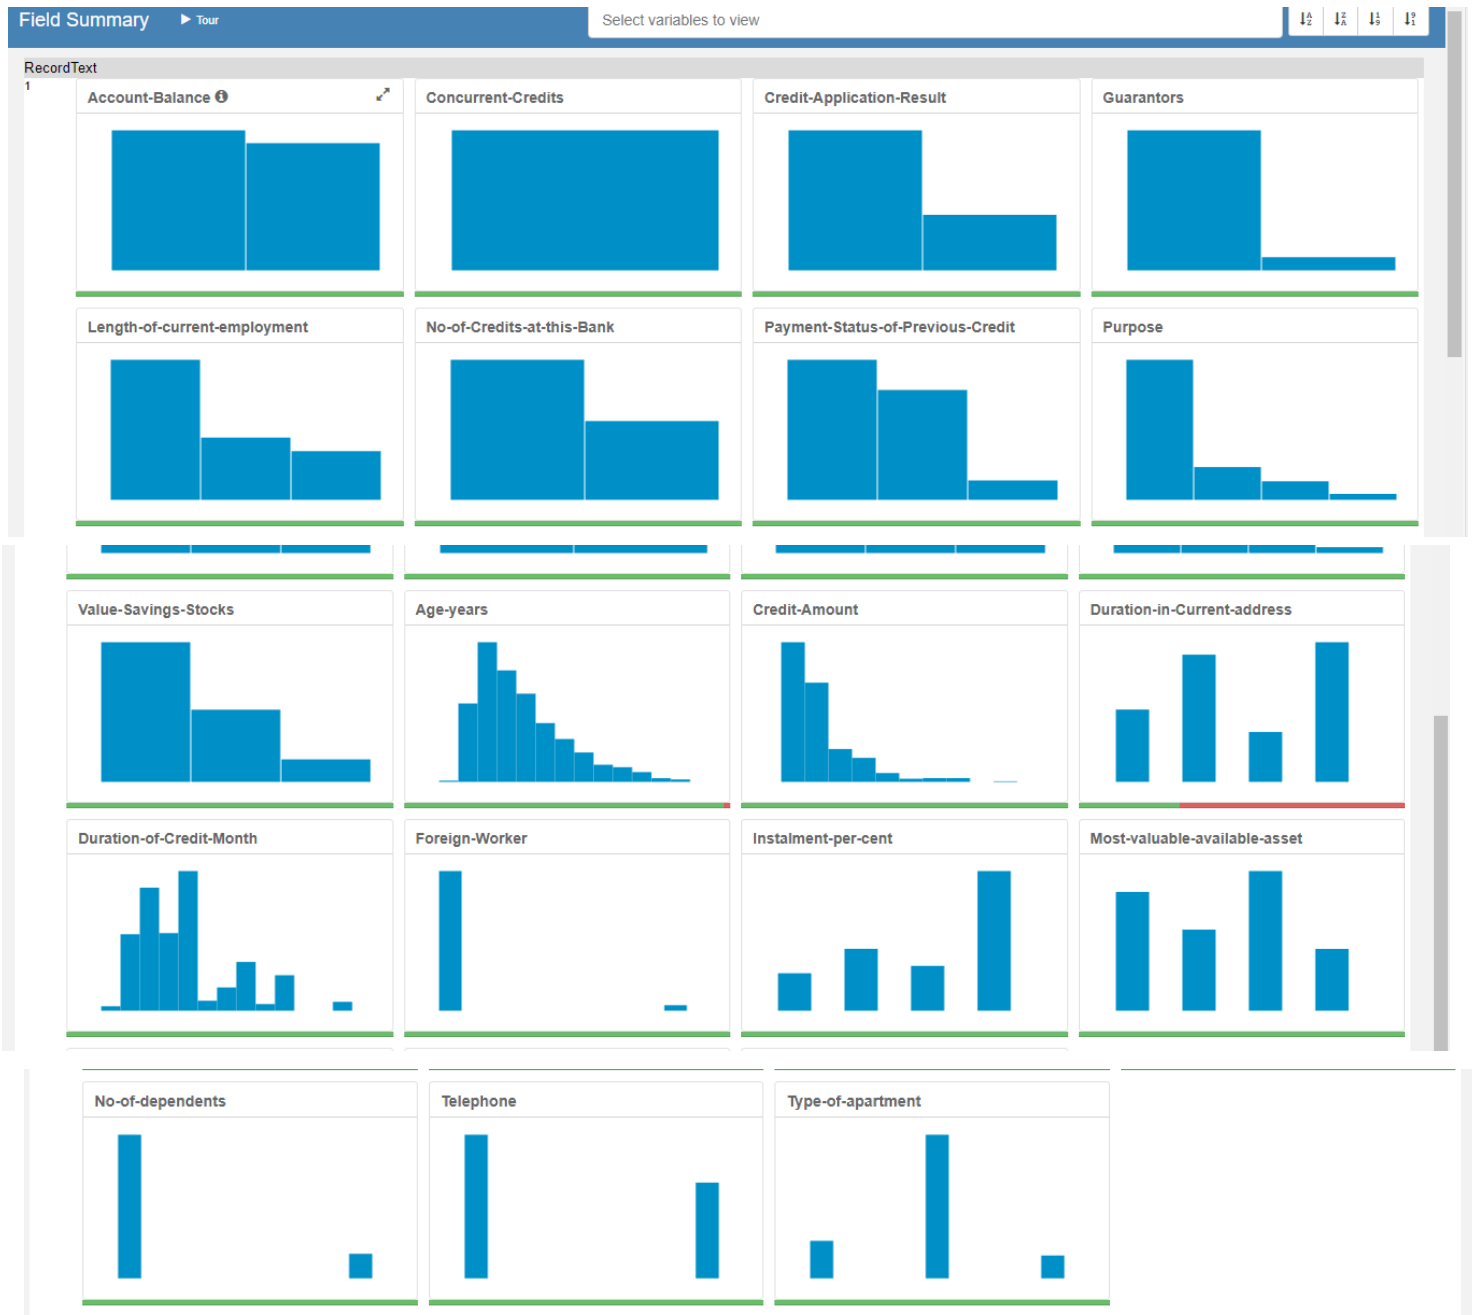 Field Summary
Tour
Select variables to view
RecordText
1
Account-Balance
Concurrent-Credits
Credit-Application-Result
Guarantors
Length-of-current-employment
No-of-Credits-at-this-Bank
Payment-Status-of-Previous-Credit
Purpose
Value-Savings-Stocks
Age-years
Credit-Amount
Duration-in-Current-address
Duration-of-Credit-Month
Foreign-Worker
Instalment-per-cent
Most-valuable-available-asset
No-of-dependents
Telephone
Type-of-apartment